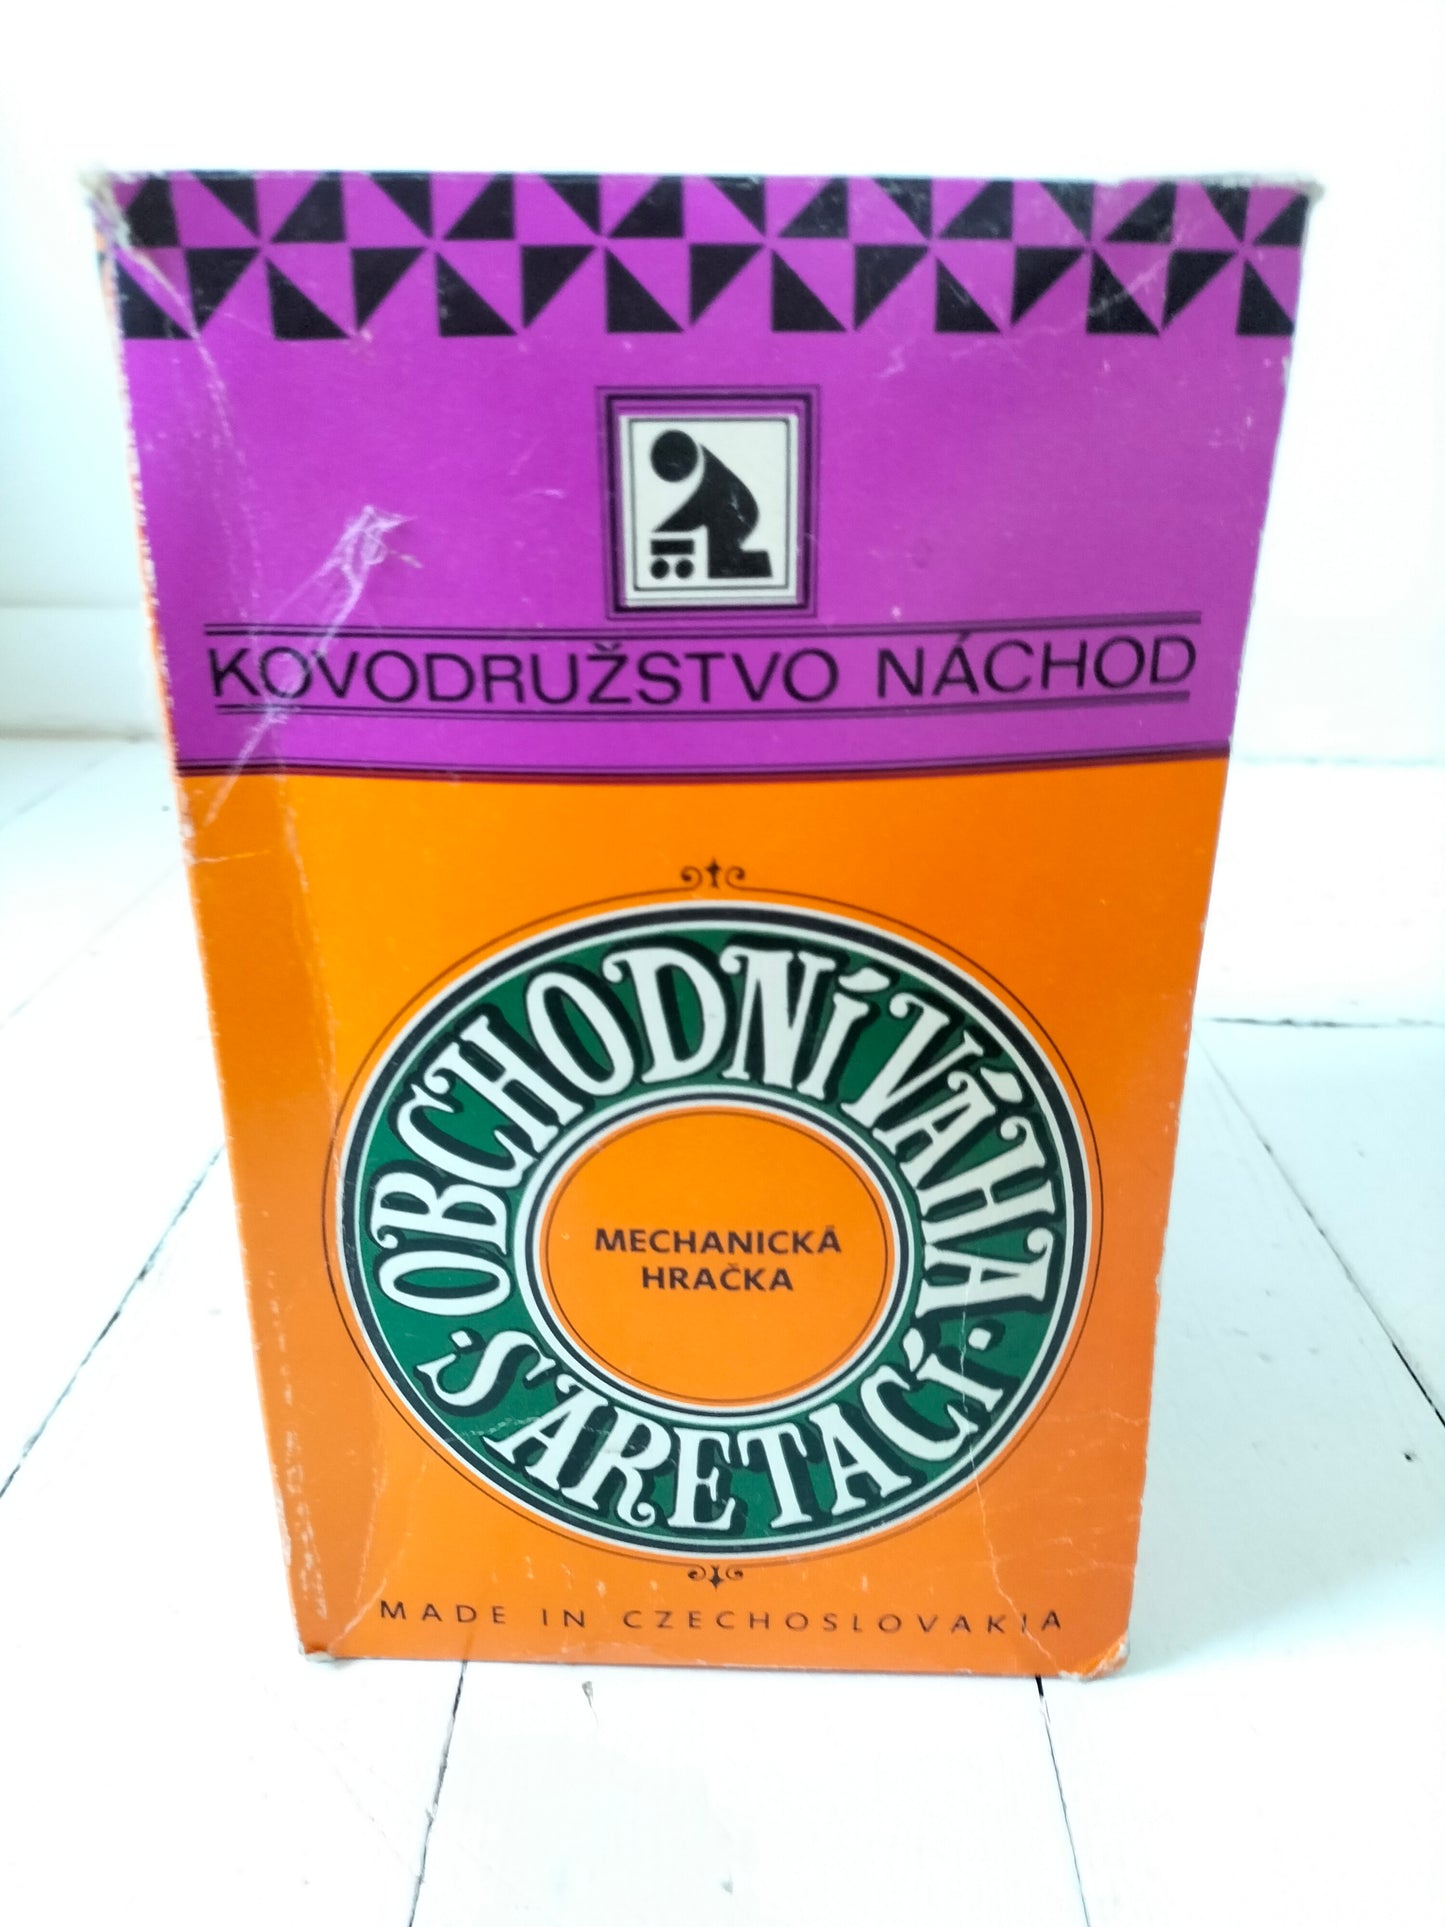 KOVODRUŽSTVO NÁCHOD
OBCHODNÍ VÁHA
MECHANICKÁ
HRAČKA
· S ARETACÍ ·
MADE IN CZECHOSLOVAKIA